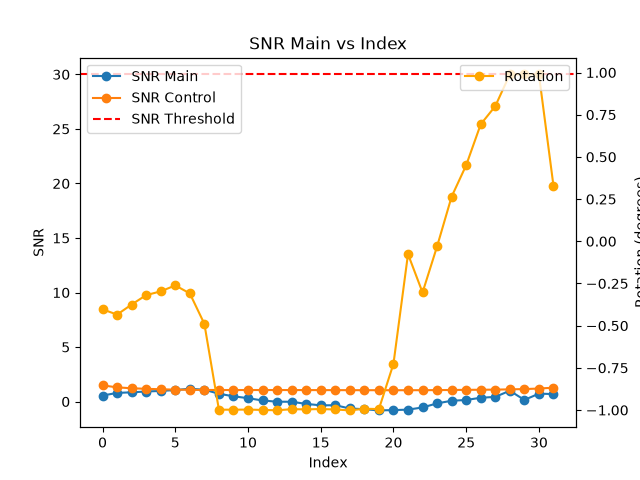 SNR Main vs Index
SNR Main
SNR Control
SNR Threshold
Rotation
30
25
20
15
10
5
0
SNR
1.00
0.75
0.50
0.25
0.00
−0.25
−0.50
−0.75
−1.00
Rotation (degrees)
0
5
10
15
20
25
30
Index